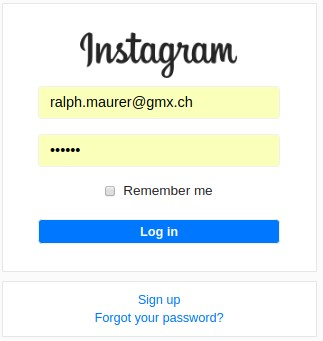 Instagram
ralph.maurer@gmx.ch
••••••
Remember me
Log in
Sign up
Forgot your password?